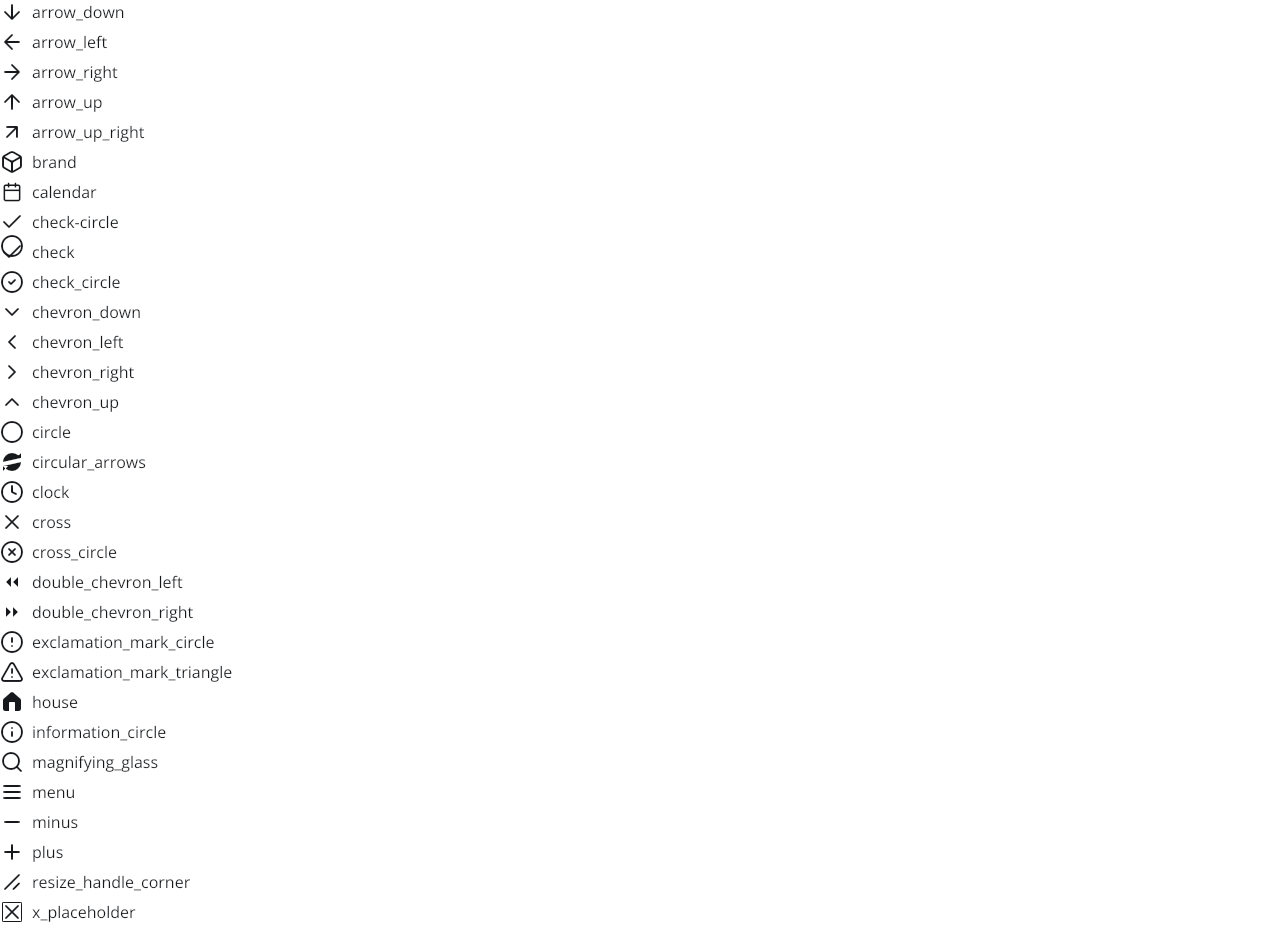 arrow_down
arrow_left
arrow_right
arrow_up
arrow_up_right
brand
calendar
check-circle
check
check_circle
chevron_down
chevron_left
chevron_right
chevron_up
circle
circular_arrows
clock
cross
cross_circle
double_chevron_left
double_chevron_right
exclamation_mark_circle
exclamation_mark_triangle
house
information_circle
magnifying_glass
menu
minus
plus
resize_handle_corner
x_placeholder